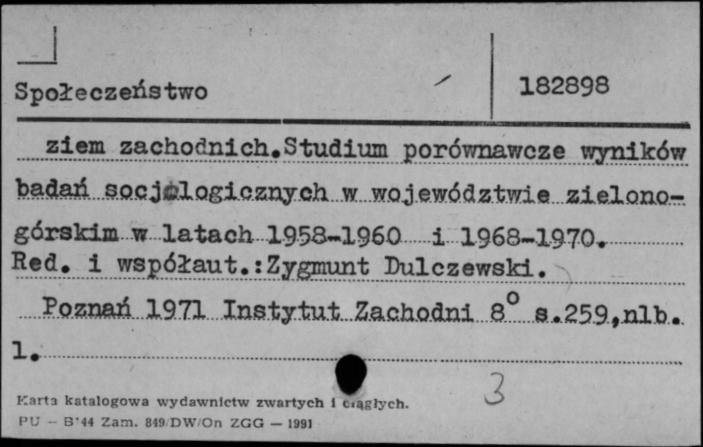 Społeczeństwo 182898
ziem zachodnich.Studium porównawcze wyników
badań socjologicznych w województwie zielono-
górskim w latach 1958-1960 i 1968-1970.
Red. i współaut.:Zygmunt Dulczewski.
Poznań 1971 Instytut Zachodni 8° s.259,nlb.
1.
3
Karta katalogowa wydawnictw zwartych i ciągłych.
PU — B'44 Zam. 849/DW/On ZGG — 1991